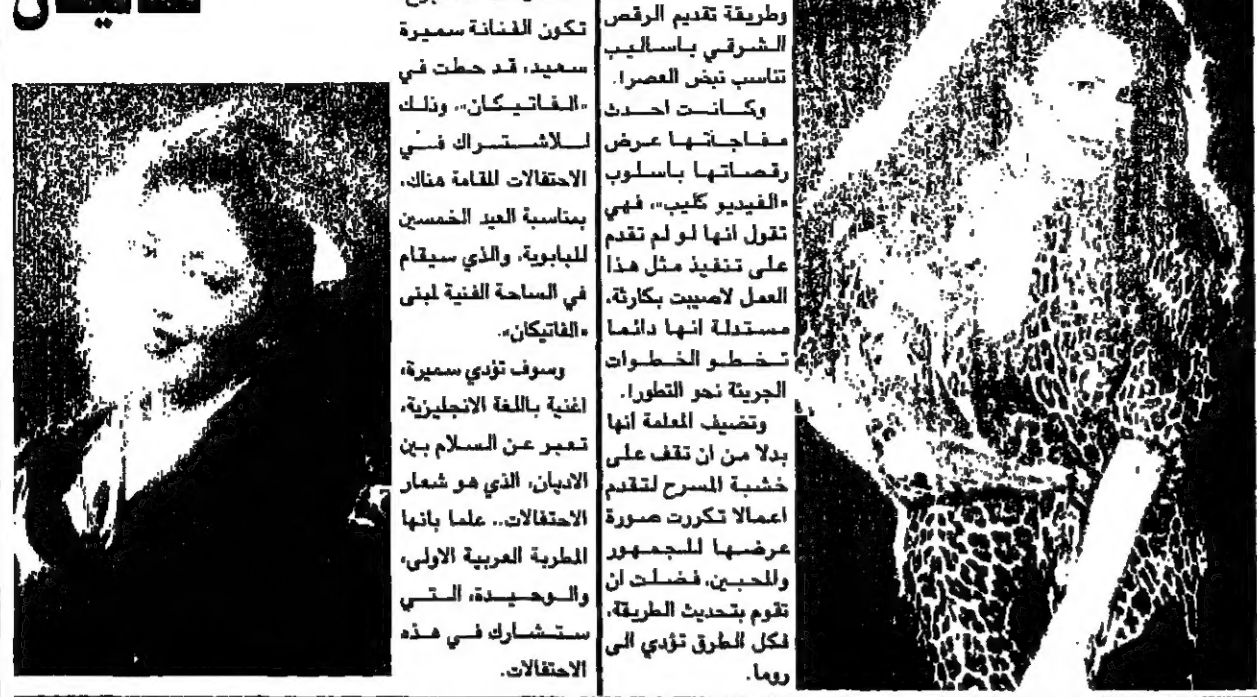 وطريقة تقديم الرقص
الشرقي باساليب
تناسب نبض العصر!.
وكانت احدث
مفاجاتها عرض
رقصاتها باسلوب
«الفيديو كليب»، فهي
تقول انها لو لم تقدم
على تنفيذ مثل هذا
العمل لاصيبت بكارثة،
مستدلة انها دائما
تخطو الخطوات
الجريئة نحو التطور!.
وتضيف المعلمة انها
بدلا من ان تقف على
خشبة المسرح لتقدم
اعمالا تكررت صورة
عرضها للجمهور
والمحبين، فضلت ان
تقوم بتحديث الطريقة،
فكل الطرق تؤدي الى
روما.
تكون الفنانة سميرة
سعيد، قد حطت في
«الفاتيكان»، وذلك
للاشتراك في
الاحتفالات المقامة هناك،
بمناسبة العيد الخمسين
للبابوية، والذي سيقام
في الساحة الفنية لمبنى
«الفاتيكان».
وسوف تؤدي سميرة،
اغنية باللغة الانجليزية،
تعبر عن السلام بين
الاديان، الذي هو شعار
الاحتفالات.. علما بانها
المطربة العربية الاولى،
والوحيدة، التي
ستشارك في هذه
الاحتفالات.